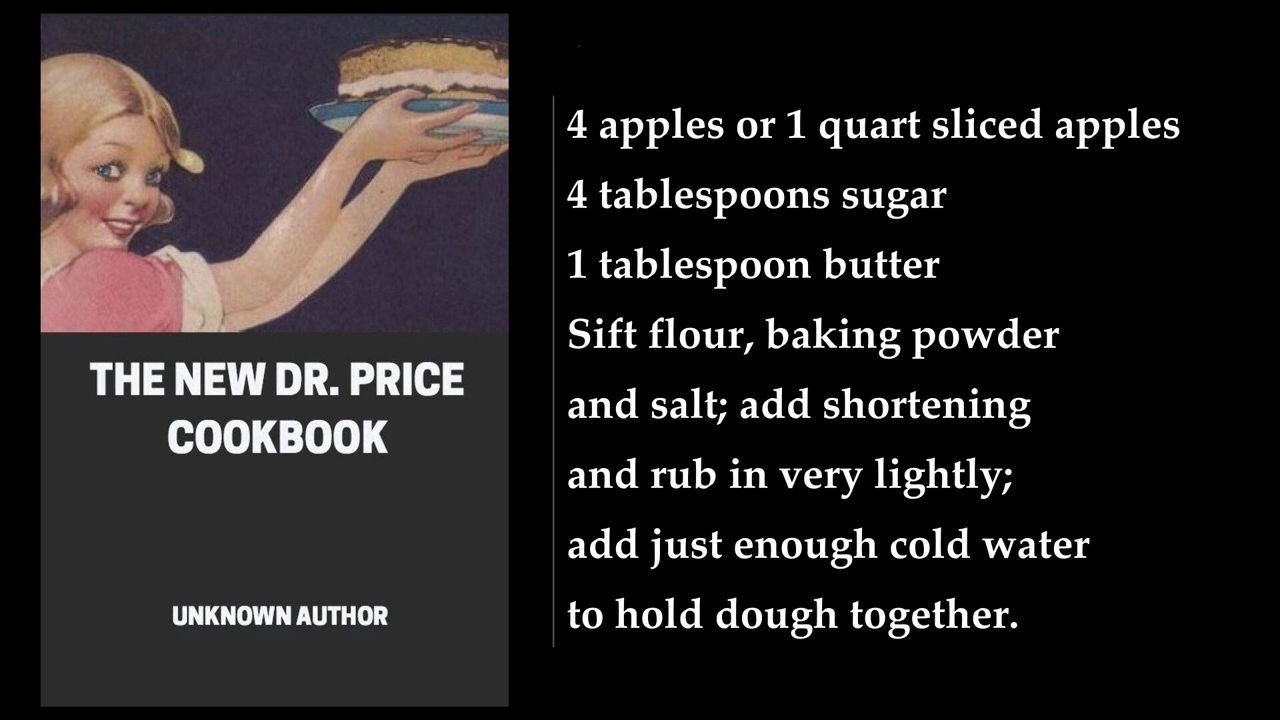 THE NEW DR. PRICE
COOKBOOK
UNKNOWN AUTHOR
4 apples or 1 quart sliced apples
4 tablespoons sugar
1 tablespoon butter
Sift flour, baking powder
and salt; add shortening
and rub in very lightly;
add just enough cold water
to hold dough together.